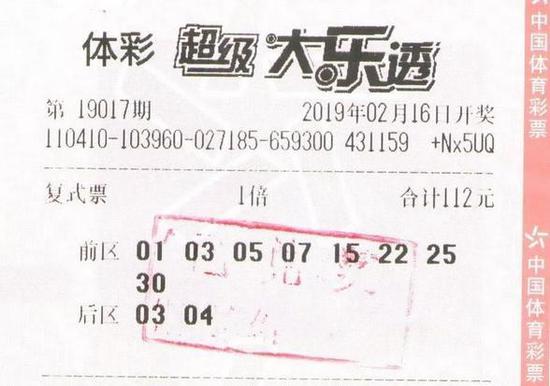 体彩 超级大乐透
第 19017期 2019年02月16日开奖
110410-103960-027185-659300 431159 +Nx5UQ
复式票 1倍 合计112元
前区 01 03 05 07 15 22 25
30
后区 03 04
中国体育彩票
中国体育彩票